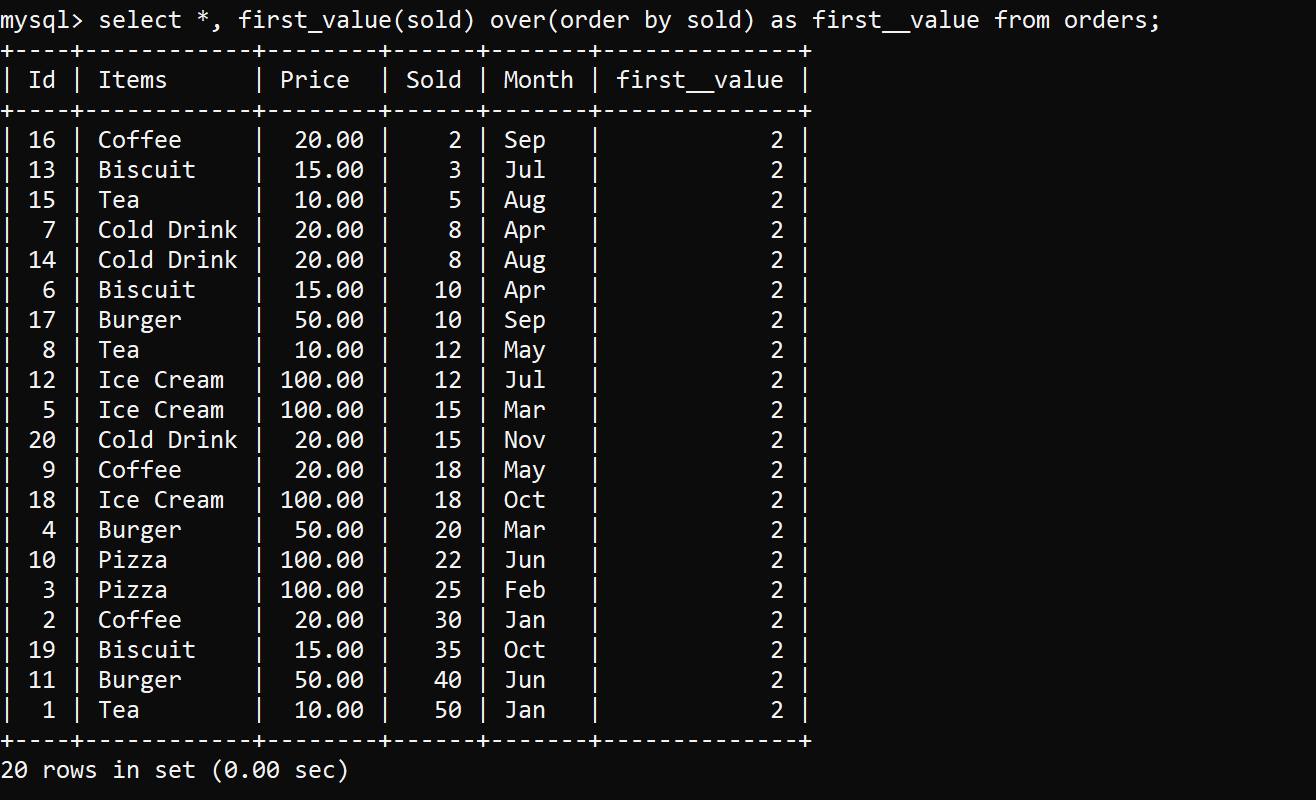 mysql> select *, first_value(sold) over(order by sold) as first__value from orders;
+----+------------+--------+------+-------+--------------+
| Id | Items      | Price  | Sold | Month | first__value |
+----+------------+--------+------+-------+--------------+
| 16 | Coffee     |  20.00 |    2 | Sep   |            2 |
| 13 | Biscuit    |  15.00 |    3 | Jul   |            2 |
| 15 | Tea        |  10.00 |    5 | Aug   |            2 |
|  7 | Cold Drink |  20.00 |    8 | Apr   |            2 |
| 14 | Cold Drink |  20.00 |    8 | Aug   |            2 |
|  6 | Biscuit    |  15.00 |   10 | Apr   |            2 |
| 17 | Burger     |  50.00 |   10 | Sep   |            2 |
|  8 | Tea        |  10.00 |   12 | May   |            2 |
| 12 | Ice Cream  | 100.00 |   12 | Jul   |            2 |
|  5 | Ice Cream  | 100.00 |   15 | Mar   |            2 |
| 20 | Cold Drink |  20.00 |   15 | Nov   |            2 |
|  9 | Coffee     |  20.00 |   18 | May   |            2 |
| 18 | Ice Cream  | 100.00 |   18 | Oct   |            2 |
|  4 | Burger     |  50.00 |   20 | Mar   |            2 |
| 10 | Pizza      | 100.00 |   22 | Jun   |            2 |
|  3 | Pizza      | 100.00 |   25 | Feb   |            2 |
|  2 | Coffee     |  20.00 |   30 | Jan   |            2 |
| 19 | Biscuit    |  15.00 |   35 | Oct   |            2 |
| 11 | Burger     |  50.00 |   40 | Jun   |            2 |
|  1 | Tea        |  10.00 |   50 | Jan   |            2 |
+----+------------+--------+------+-------+--------------+
20 rows in set (0.00 sec)